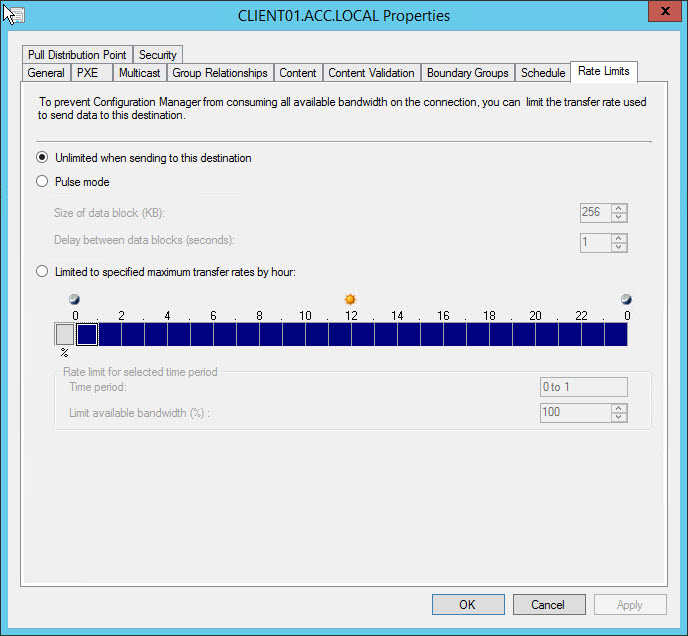 CLIENT01.ACC.LOCAL Properties
x
Pull Distribution Point Security
General PXE Multicast Group Relationships Content Content Validation Boundary Groups Schedule Rate Limits
To prevent Configuration Manager from consuming all available bandwidth on the connection, you can limit the transfer rate used
to send data to this destination.
Unlimited when sending to this destination
Pulse mode
Size of data block (KB): 256
Delay between data blocks (seconds): 1
Limited to specified maximum transfer rates by hour:
0 . 2 . 4 . 6 . 8 . 10 . 12 . 14 . 16 . 18 . 20 . 22 . 0
%
Rate limit for selected time period
Time period: 0 to 1
Limit available bandwidth (%) : 100
OK Cancel Apply